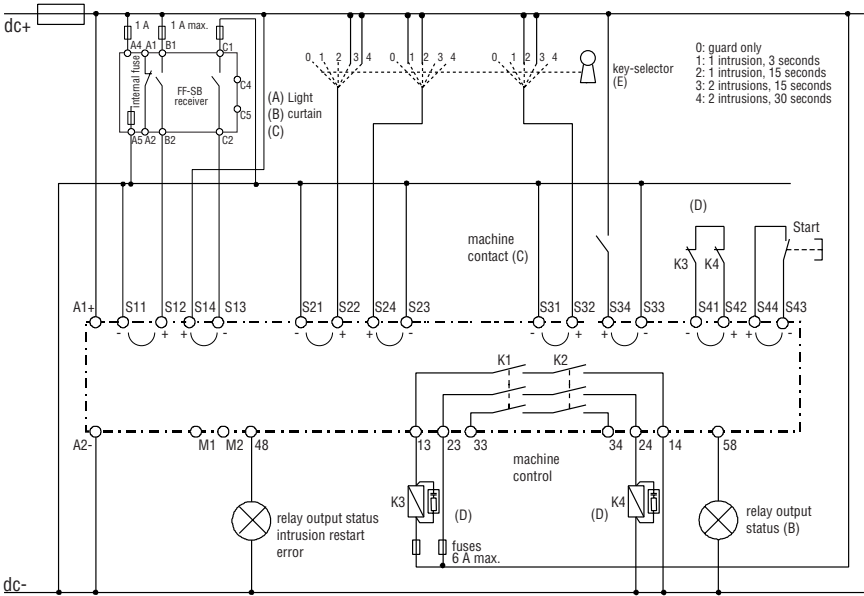 dc+
1 A
1 A max.
A4 A1 B1 C1
internal fuse
FF-SB
receiver
C4
C5
A5 A2 B2 C2
(A) Light
(B) curtain
(C)
0 1 2 3 4
0 1 2 3 4
0 1 2 3 4
key-selector
(E)
0: guard only
1: 1 intrusion, 3 seconds
2: 1 intrusion, 15 seconds
3: 2 intrusions, 15 seconds
4: 2 intrusions, 30 seconds
machine
contact (C)
(D)
K3 K4
Start
A1+ S11 S12 S14 S13 S21 S22 S24 S23 S31 S32 S34 S33 S41 S42 S44 S43
- + + - - + + - - + + - - + + -
K1 K2
A2- M1 M2 48 13 23 33 34 24 14 58
machine
control
K3
(D)
K4
(D)
relay output status
intrusion restart
error
fuses
6 A max.
relay output
status (B)
dc-